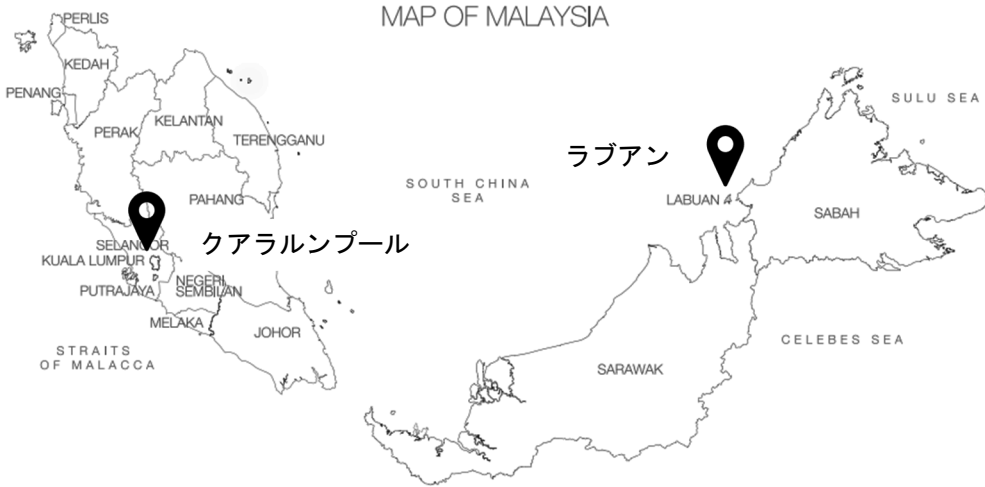 MAP OF MALAYSIA
PERLIS
KEDAH
PENANG
PERAK
KELANTAN
TERENGGANU
PAHANG
SELANGOR
KUALA LUMPUR
PUTRAJAYA
NEGERI
SEMBILAN
MELAKA
JOHOR
クアラルンプール
STRAITS
OF MALACCA
SOUTH CHINA
SEA
ラブアン
LABUAN
SABAH
SARAWAK
SULU SEA
CELEBES SEA